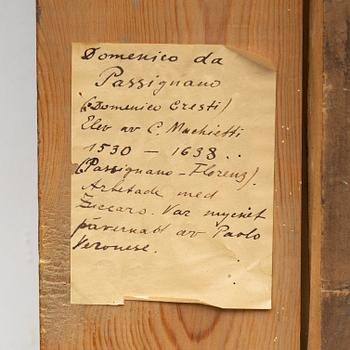 Domenico da
Passignano
(Domenico Cresti)
Elev av C. Machietti
1530 — 1638 . .
(Passignano – Florenz).
Arbetade med
Ziccaro. Var mycket
påverkad av Paolo
Veronese.